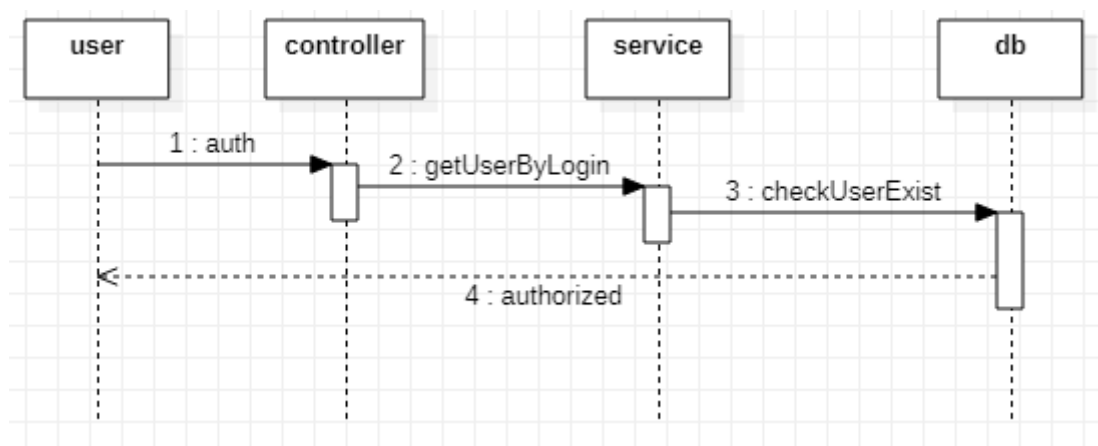 user
controller
service
db
1 : auth
2 : getUserByLogin
3 : checkUserExist
4 : authorized